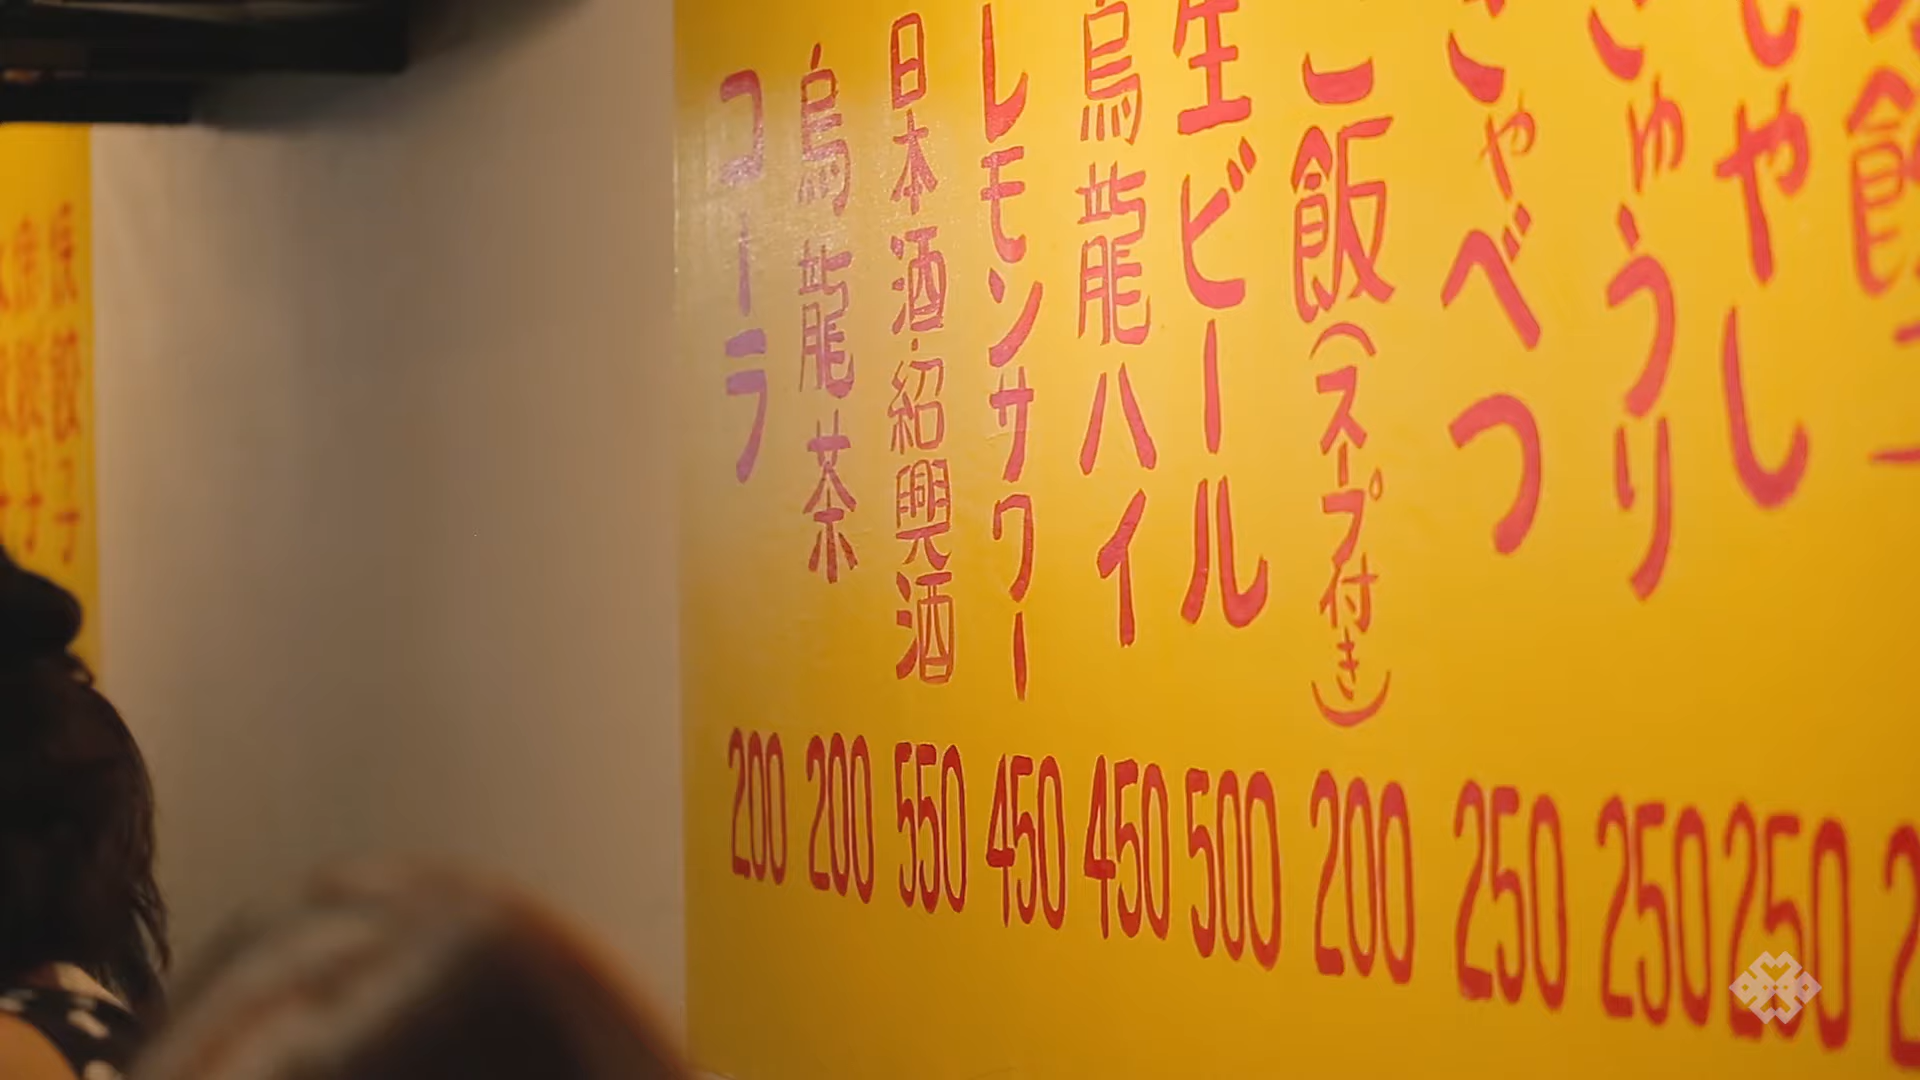 もやし
250
きゅうり
250
きゃべつ
250
ご飯(スープ付き)
200
生ビール
500
烏龍ハイ
450
レモンサワー
450
日本酒・紹興酒
550
烏龍茶
200
コーラ
200